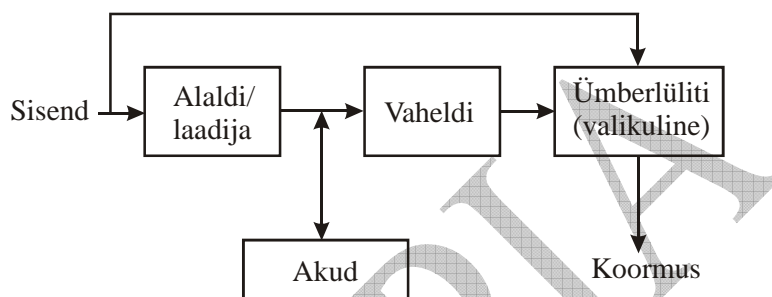 Sisend
Alaldi/
laadija
Vaheldi
Ümberlüliti
(valikuline)
Akud
Koormus